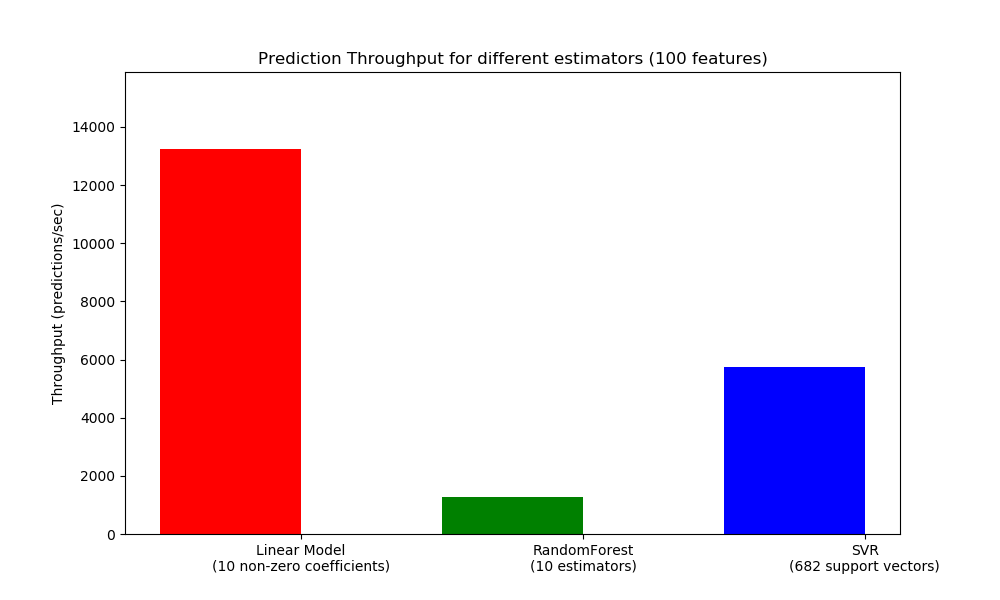 Prediction Throughput for different estimators (100 features)
Throughput (predictions/sec)
14000
12000
10000
8000
6000
4000
2000
0
Linear Model
(10 non-zero coefficients)
RandomForest
(10 estimators)
SVR
(682 support vectors)